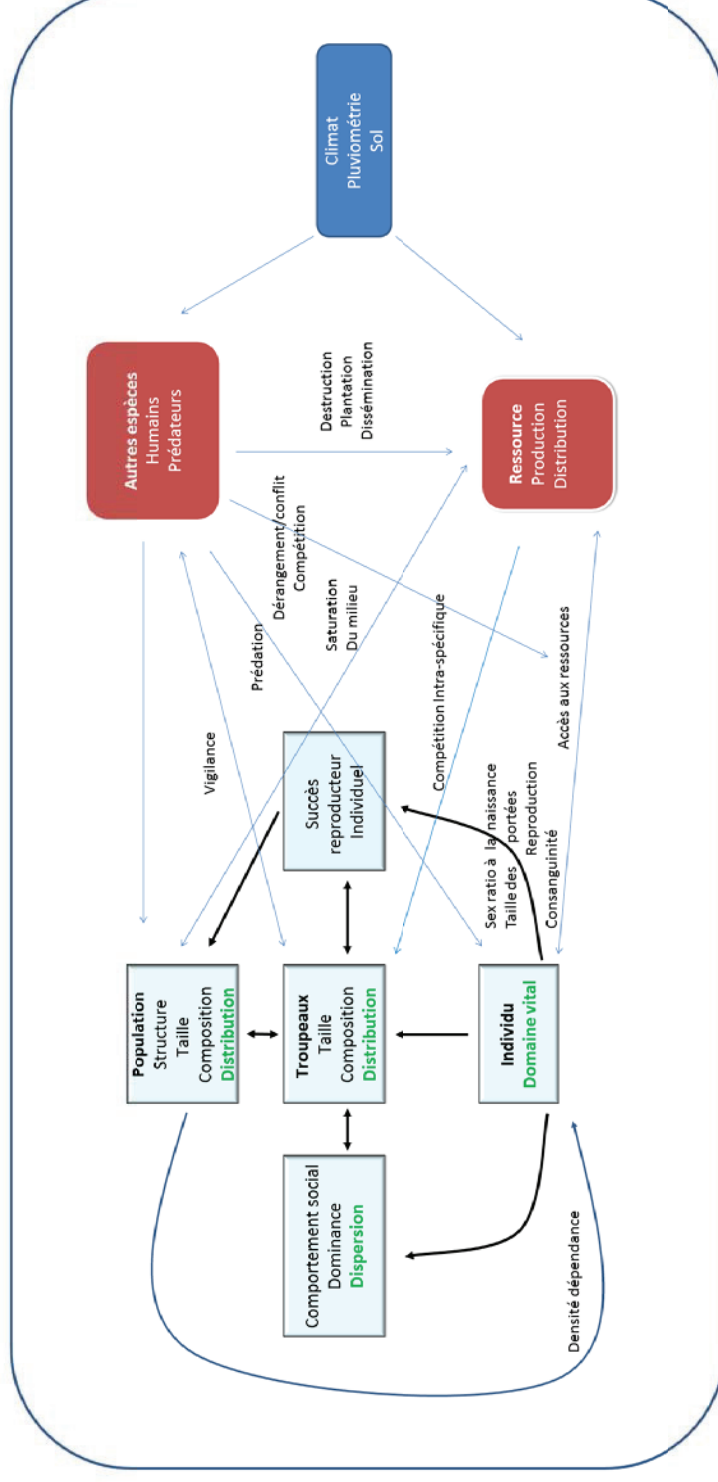 Population
Structure
Taille
Composition
Distribution
Autres espèces
Humains
Prédateurs
Climat
Pluviométrie
Sol
Vigilance
Prédation
Dérangement/conflit
Compétition
Destruction
Plantation
Dissémination
Comportement social
Dominance
Dispersion
Troupeaux
Taille
Composition
Distribution
Succès
reproducteur
Individuel
Saturation
Du milieu
Compétition Intra-spécifique
Individu
Domaine vital
Sex ratio à la naissance
Taille des portées
Reproduction
Consanguinité
Accès aux ressources
Ressource
Production
Distribution
Densité dépendance